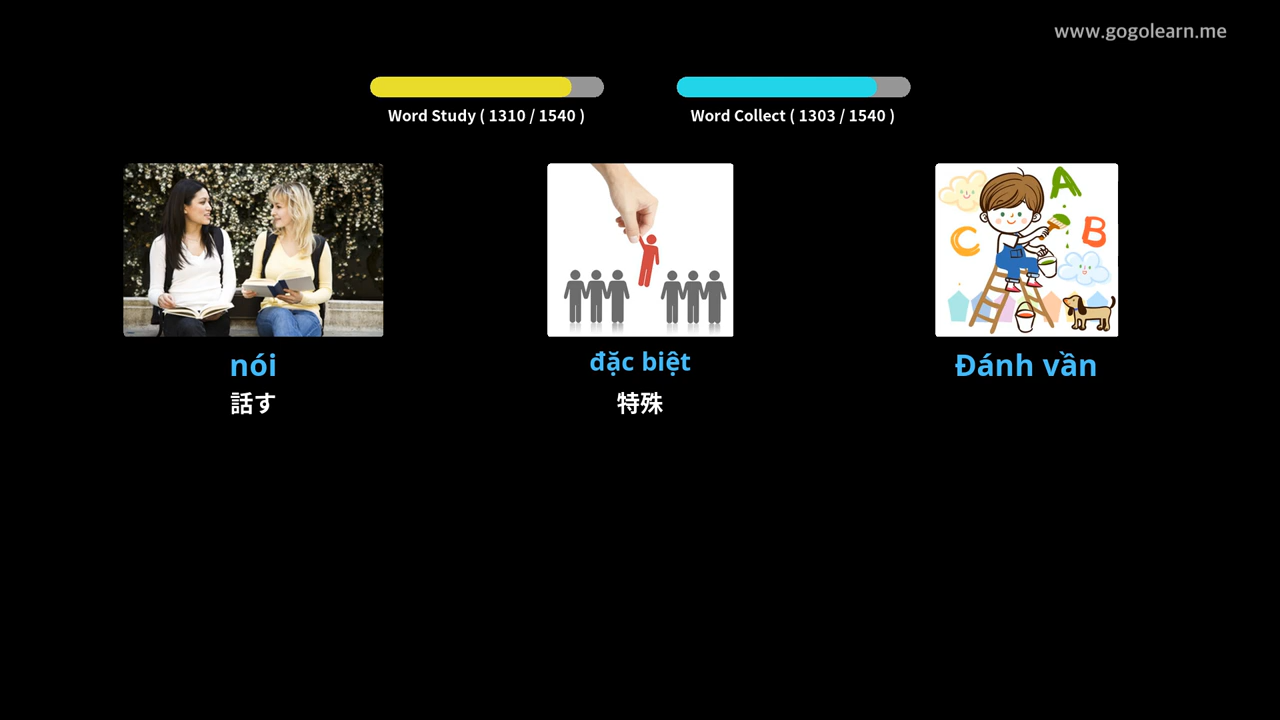 www.gogolearn.me
Word Study ( 1310 / 1540 )
Word Collect ( 1303 / 1540 )
A
B
C
nói
話す
đặc biệt
特殊
Đánh vần